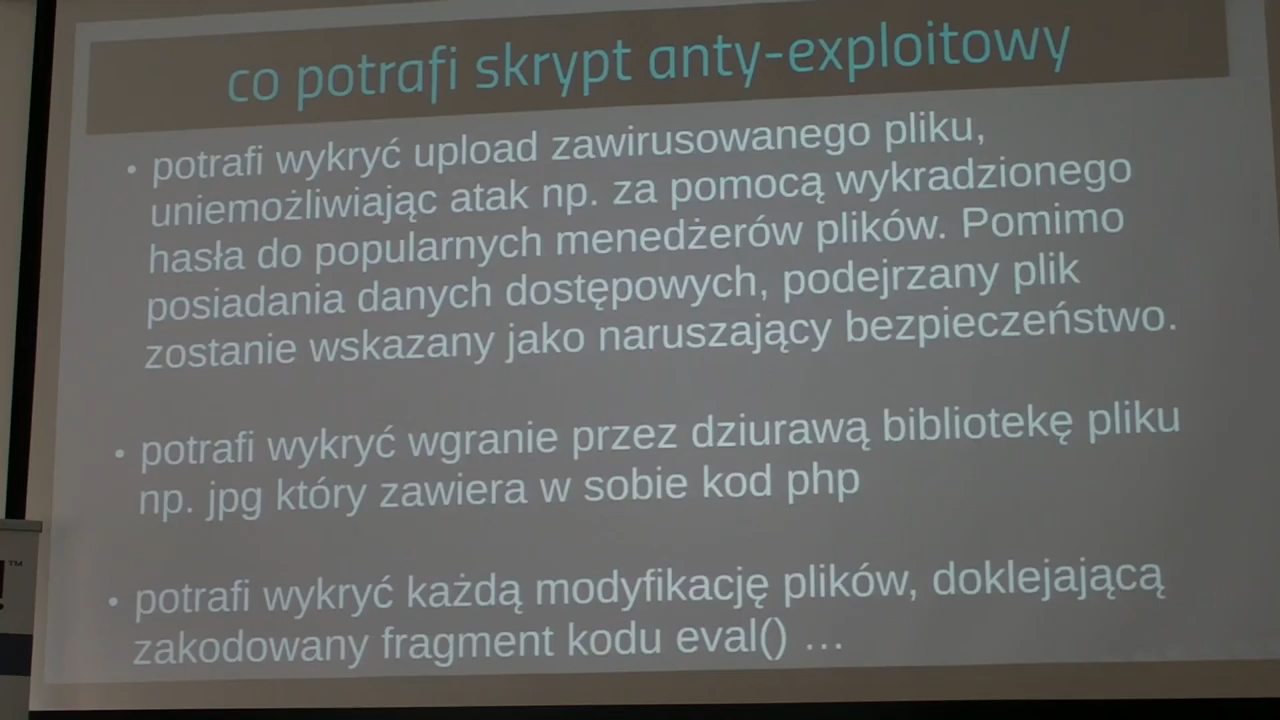 co potrafi skrypt anty-exploitowy
• potrafi wykryć upload zawirusowanego pliku,
uniemożliwiając atak np. za pomocą wykradzionego
hasła do popularnych menedżerów plików. Pomimo
posiadania danych dostępowych, podejrzany plik
zostanie wskazany jako naruszający bezpieczeństwo.
• potrafi wykryć wgranie przez dziurawą bibliotekę pliku
np. jpg który zawiera w sobie kod php
• potrafi wykryć każdą modyfikację plików, doklejającą
zakodowany fragment kodu eval() …
TM